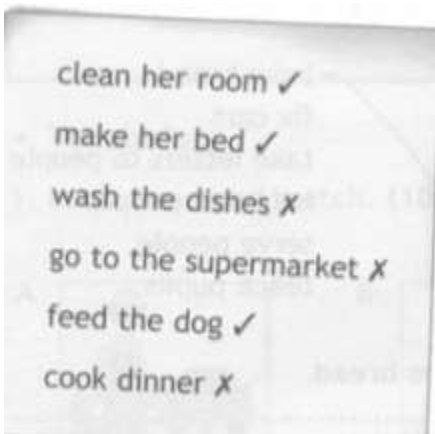 clean her room ✓
make her bed ✓
wash the dishes ✗
go to the supermarket ✗
feed the dog ✓
cook dinner ✗